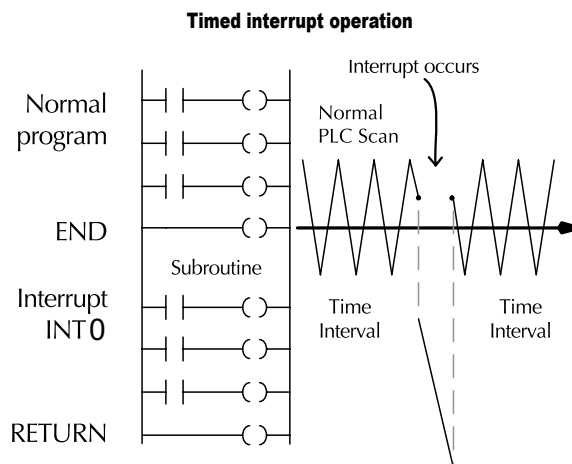 Timed interrupt operation
Interrupt occurs
Normal
program
Normal
PLC Scan
END
Subroutine
Interrupt
INT0
Time
Interval
Time
Interval
RETURN